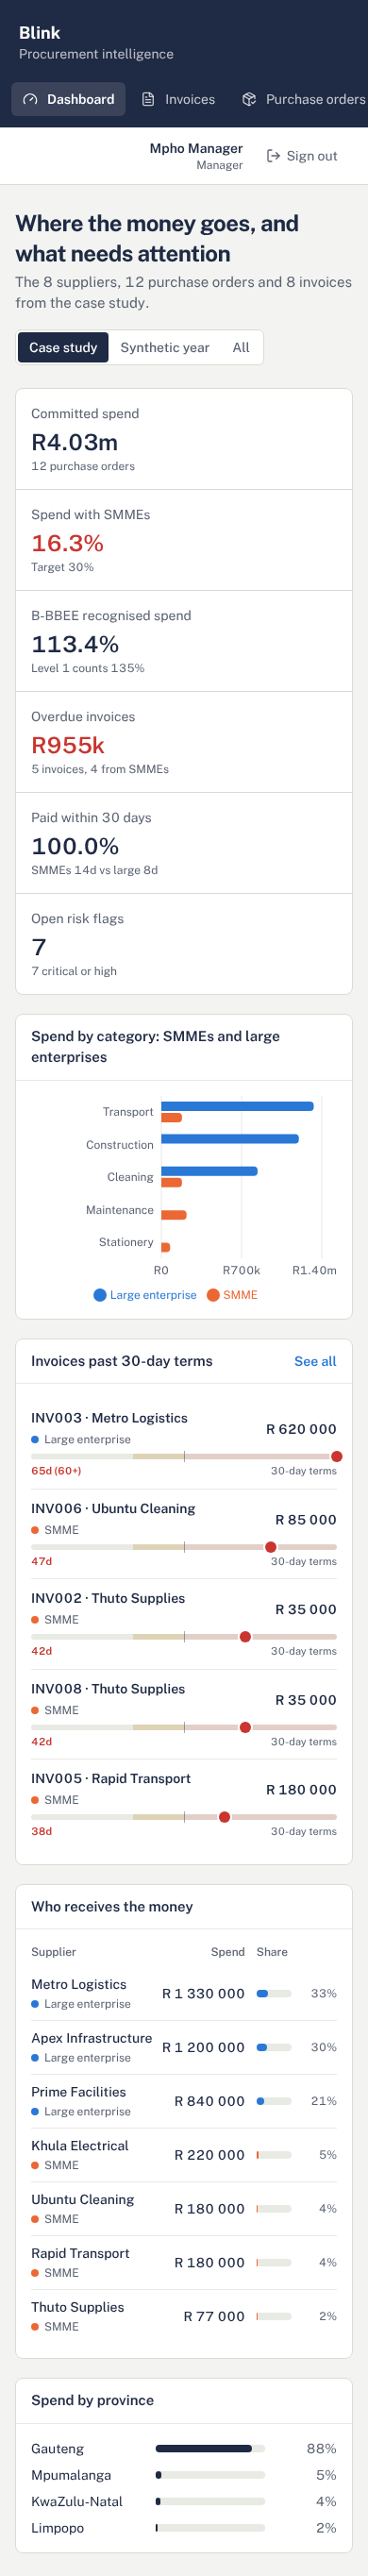 Blink
Procurement intelligence
Dashboard
Invoices
Purchase orders
Mpho Manager
Manager
Sign out
Where the money goes, and
what needs attention
The 8 suppliers, 12 purchase orders and 8 invoices
from the case study.
Case study
Synthetic year
All
Committed spend
R4.03m
12 purchase orders
Spend with SMMEs
16.3%
Target 30%
B-BBEE recognised spend
113.4%
Level 1 counts 135%
Overdue invoices
R955k
5 invoices, 4 from SMMEs
Paid within 30 days
100.0%
SMMEs 14d vs large 8d
Open risk flags
7
7 critical or high
Spend by category: SMMEs and large
enterprises
Transport
Construction
Cleaning
Maintenance
Stationery
R0
R700k
R1.40m
Large enterprise
SMME
Invoices past 30-day terms
See all
INV003 · Metro Logistics
R 620 000
Large enterprise
65d (60+)
30-day terms
INV006 · Ubuntu Cleaning
R 85 000
SMME
47d
30-day terms
INV002 · Thuto Supplies
R 35 000
SMME
42d
30-day terms
INV008 · Thuto Supplies
R 35 000
SMME
42d
30-day terms
INV005 · Rapid Transport
R 180 000
SMME
38d
30-day terms
Who receives the money
Supplier Spend Share
Metro Logistics
Large enterprise
R 1 330 000
33%
Apex Infrastructure
Large enterprise
R 1 200 000
30%
Prime Facilities
Large enterprise
R 840 000
21%
Khula Electrical
SMME
R 220 000
5%
Ubuntu Cleaning
SMME
R 180 000
4%
Rapid Transport
SMME
R 180 000
4%
Thuto Supplies
SMME
R 77 000
2%
Spend by province
Gauteng 88%
Mpumalanga 5%
KwaZulu-Natal 4%
Limpopo 2%